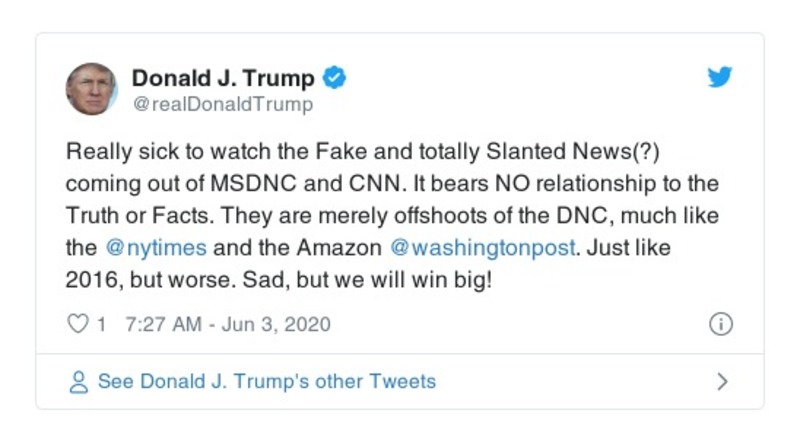 Donald J. Trump
@realDonaldTrump
Really sick to watch the Fake and totally Slanted News(?)
coming out of MSDNC and CNN. It bears NO relationship to the
Truth or Facts. They are merely offshoots of the DNC, much like
the @nytimes and the Amazon @washingtonpost. Just like
2016, but worse. Sad, but we will win big!
1 7:27 AM - Jun 3, 2020
See Donald J. Trump's other Tweets